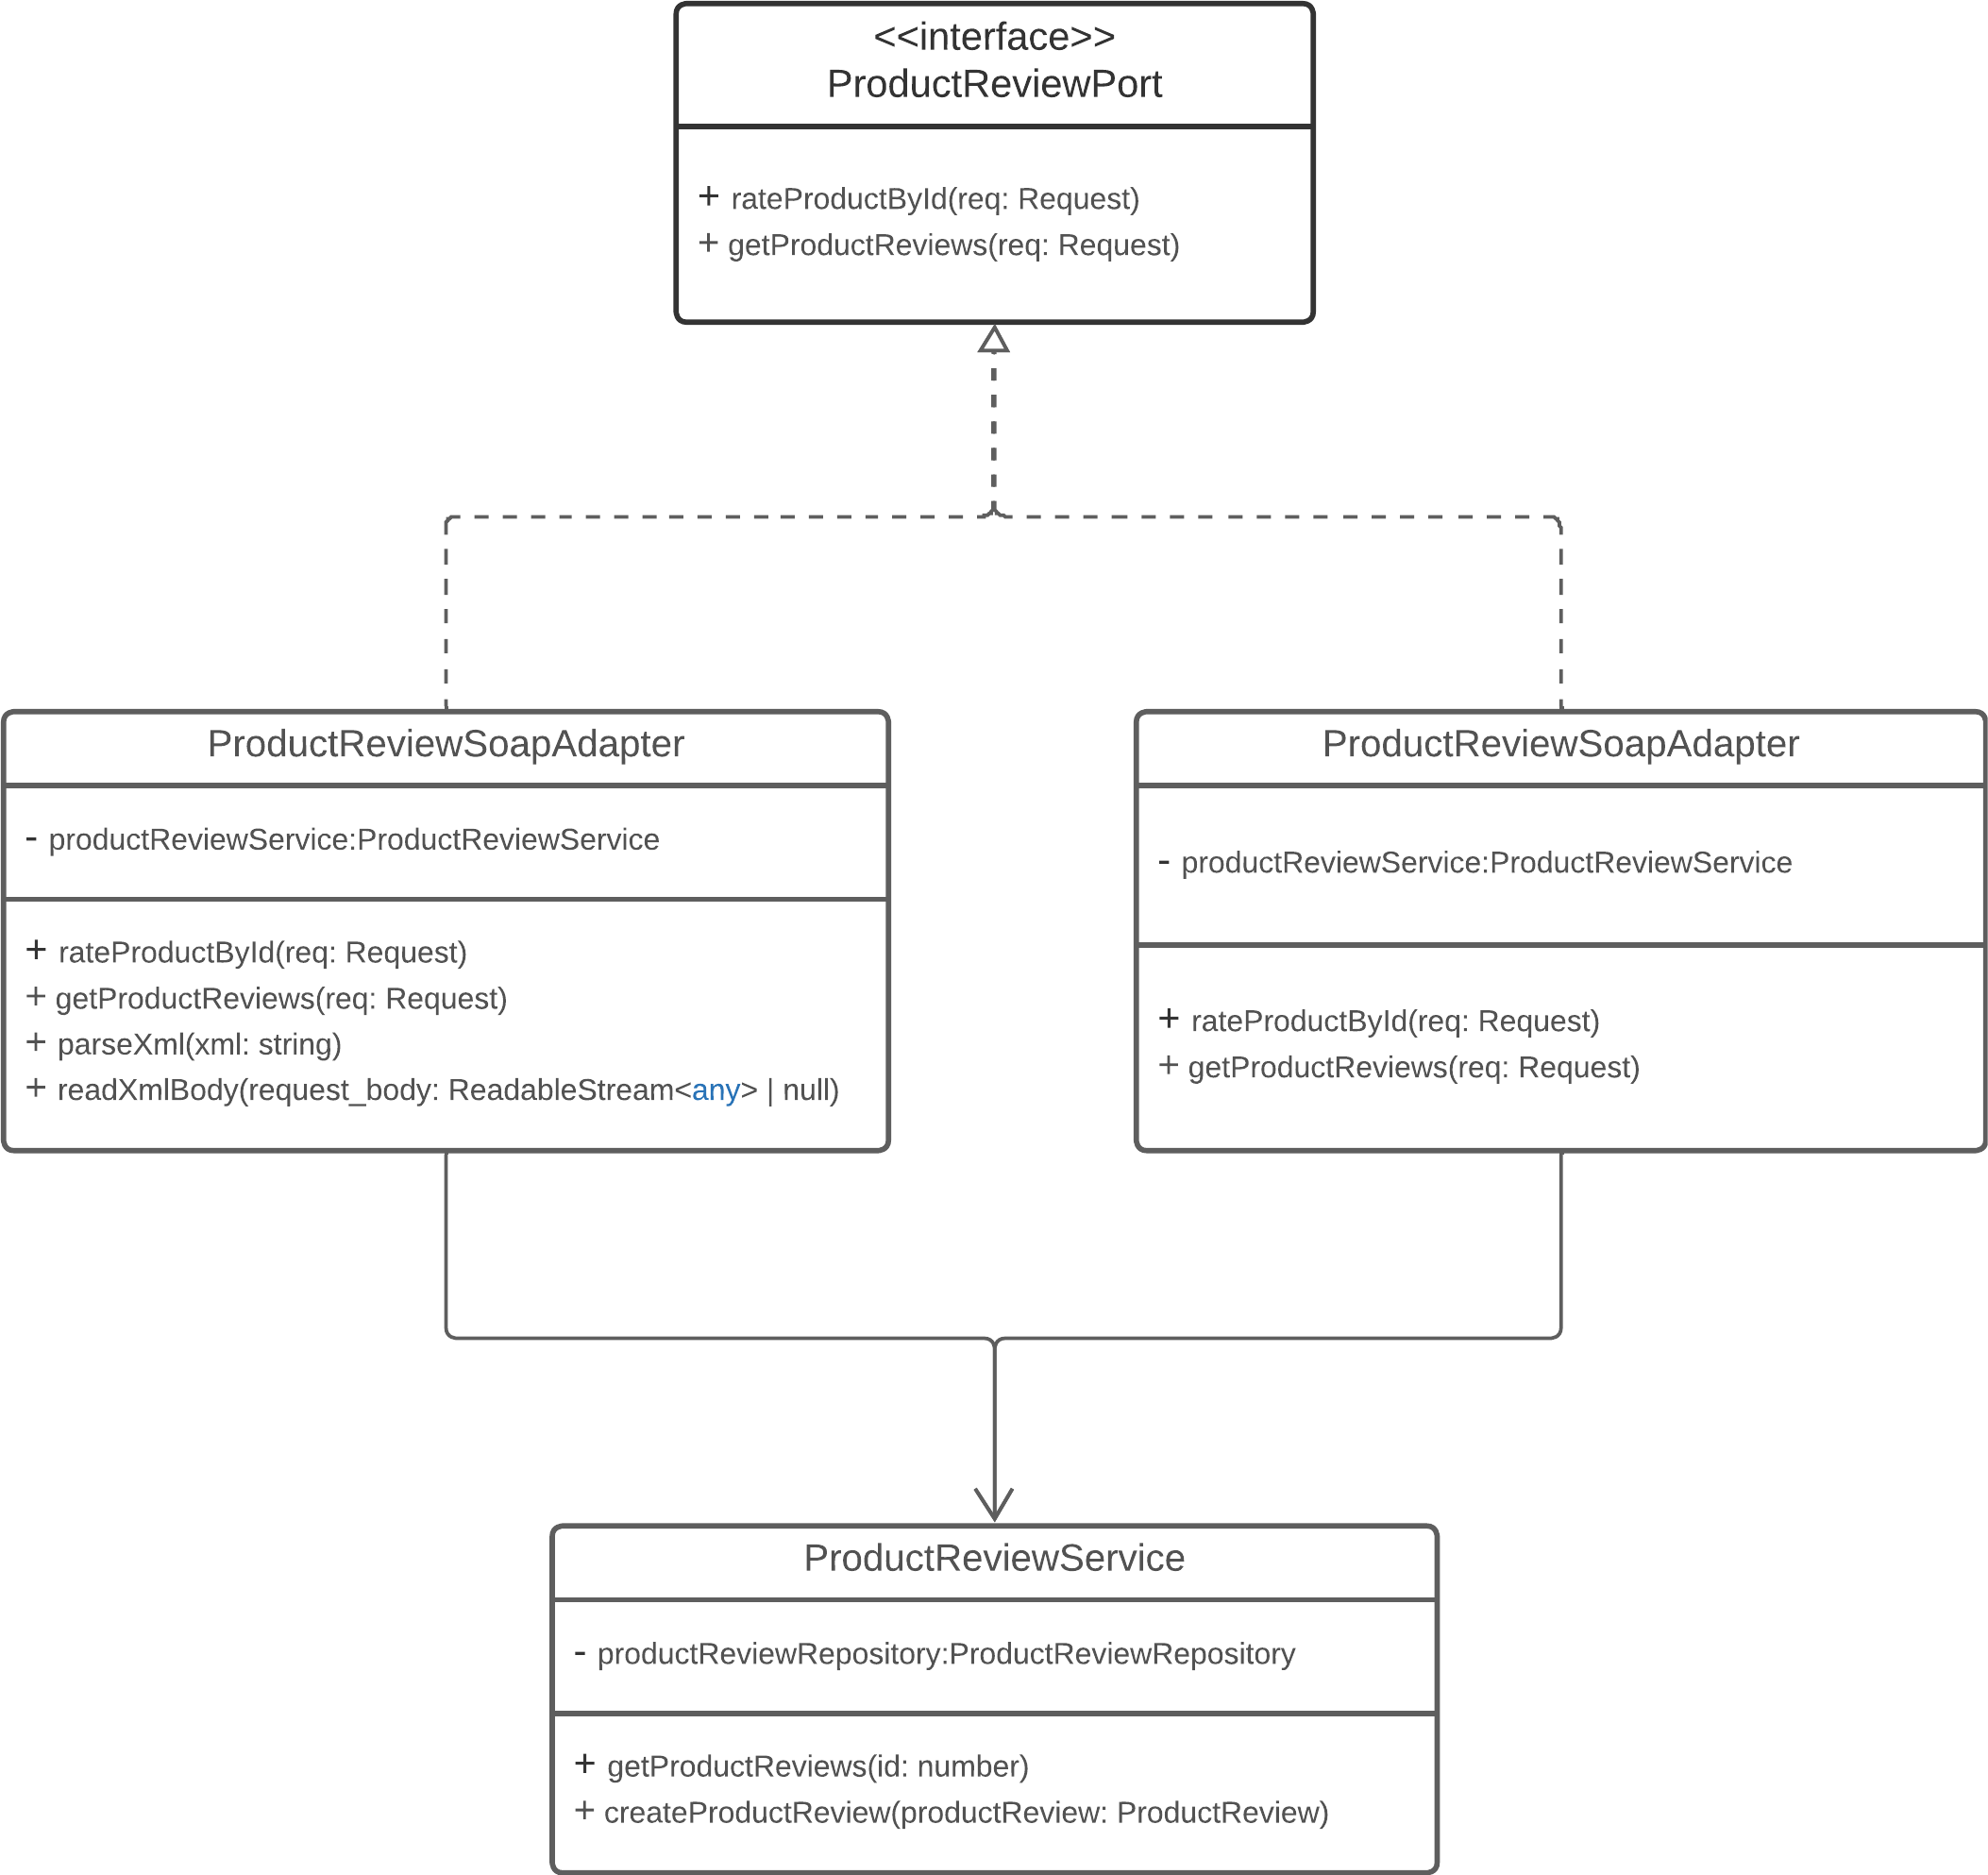 <<interface>>
ProductReviewPort
+ rateProductById(req: Request)
+ getProductReviews(req: Request)
ProductReviewSoapAdapter
- productReviewService:ProductReviewService
+ rateProductById(req: Request)
+ getProductReviews(req: Request)
+ parseXml(xml: string)
+ readXmlBody(request_body: ReadableStream<any> | null)
ProductReviewSoapAdapter
- productReviewService:ProductReviewService
+ rateProductById(req: Request)
+ getProductReviews(req: Request)
ProductReviewService
- productReviewRepository:ProductReviewRepository
+ getProductReviews(id: number)
+ createProductReview(productReview: ProductReview)